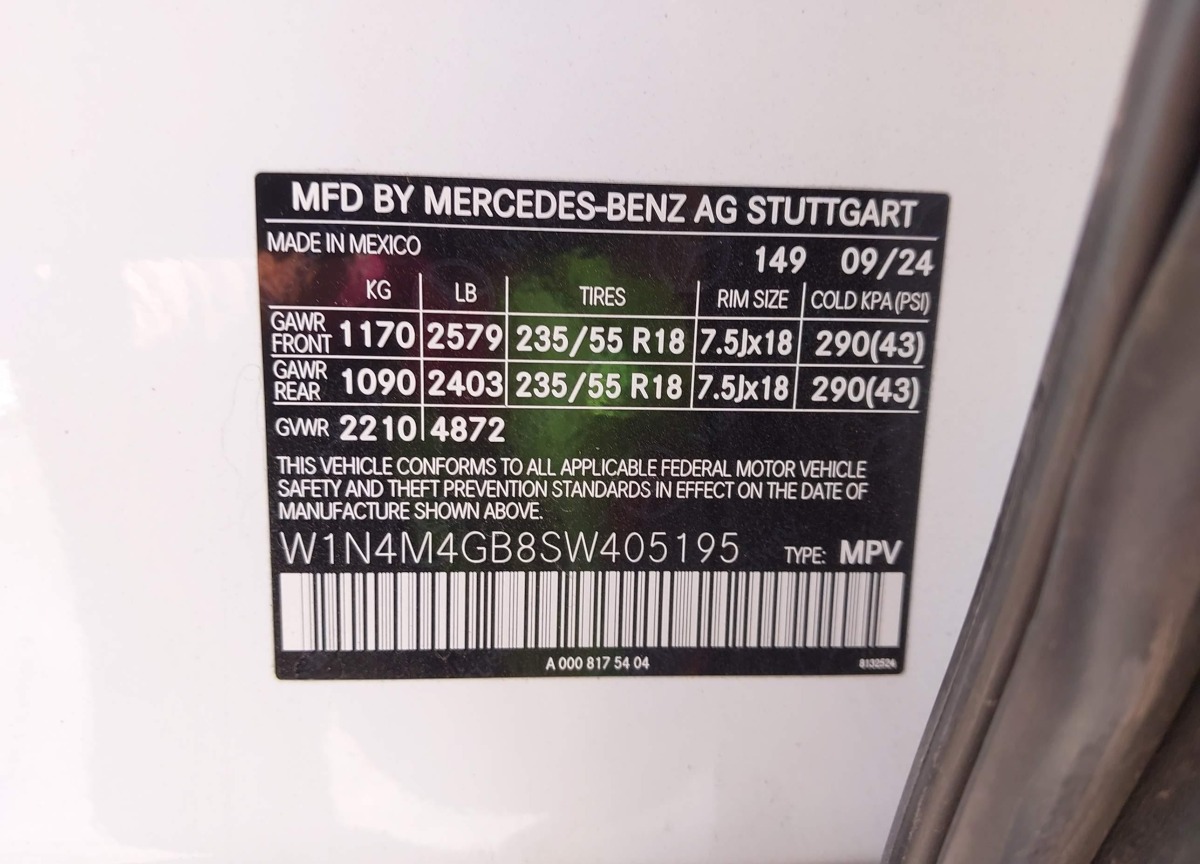 MFD BY MERCEDES-BENZ AG STUTTGART
MADE IN MEXICO 149 09/24
KG LB TIRES RIM SIZE COLD KPA (PSI)
GAWR FRONT 1170 2579 235/55 R18 7.5Jx18 290(43)
GAWR REAR 1090 2403 235/55 R18 7.5Jx18 290(43)
GVWR 2210 4872
THIS VEHICLE CONFORMS TO ALL APPLICABLE FEDERAL MOTOR VEHICLE
SAFETY AND THEFT PREVENTION STANDARDS IN EFFECT ON THE DATE OF
MANUFACTURE SHOWN ABOVE.
W1N4M4GB8SW405195 TYPE: MPV
A 000 817 54 04 8132524